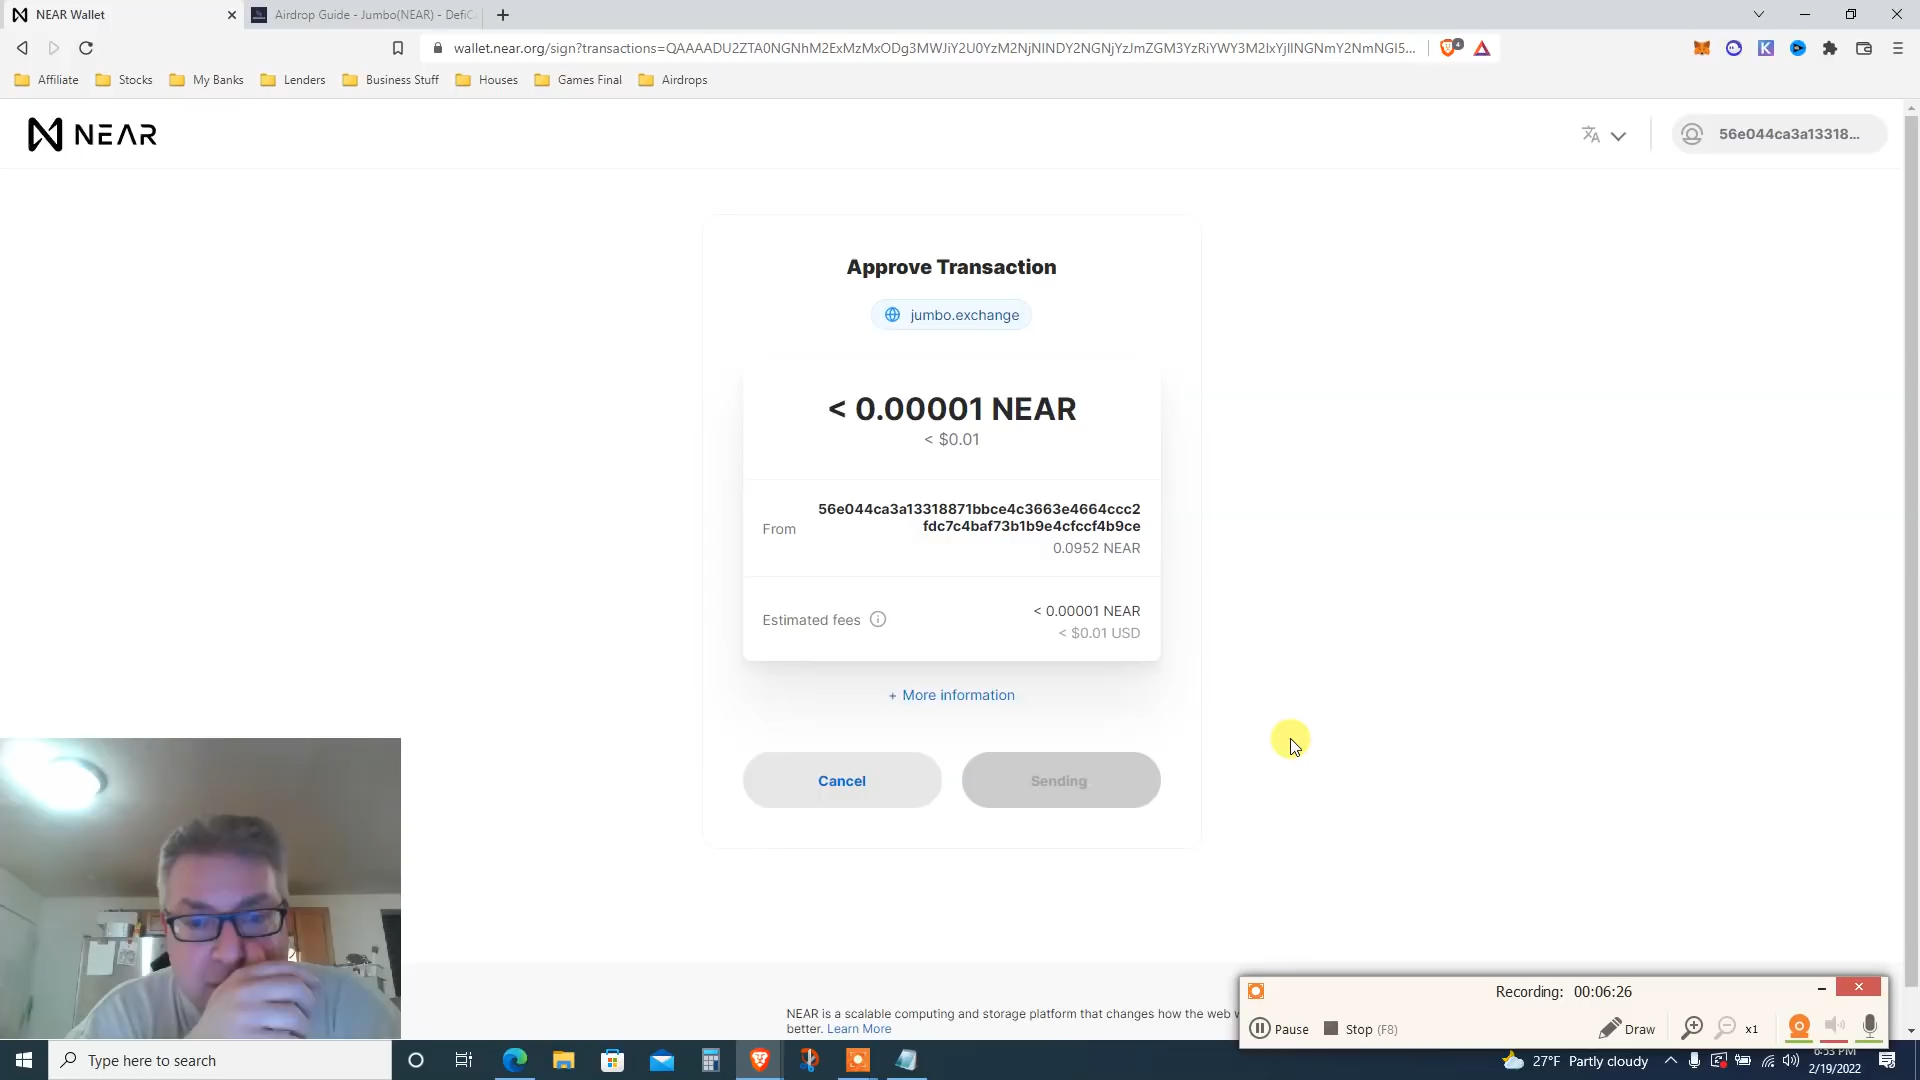 NEAR Wallet
Airdrop Guide - Jumbo(NEAR) - DefiC
wallet.near.org/sign?transactions=
4
Affiliate
Stocks
My Banks
Lenders
Business Stuff
Houses
Games Final
Airdrops
NEAR
56e044ca3a13318...
Approve Transaction
jumbo.exchange
< 0.00001 NEAR
< $0.01
From
56e044ca3a13318871bbce4c3663e4664ccc2
fdc7c4baf73b1b9e4cfccf4b9ce
0.0952 NEAR
Estimated fees
< 0.00001 NEAR
< $0.01 USD
+ More information
Cancel
Sending
NEAR is a scalable computing and storage platform that changes how the web
better. Learn More
Recording: 00:06:26
Pause
Stop (F8)
Draw
x1
Type here to search
27°F Partly cloudy
6:53 PM
2/19/2022